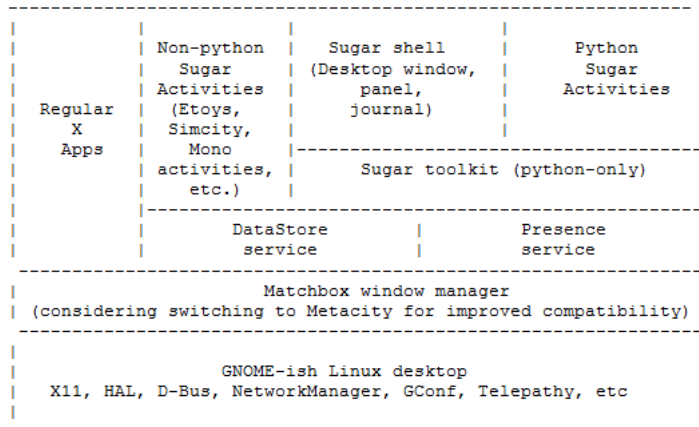 Regular
X
Apps
Non-python
Sugar
Activities
(Etoys,
Simcity,
Mono
activities,
etc.)
Sugar shell
(Desktop window,
panel,
journal)
Python
Sugar
Activities
Sugar toolkit (python-only)
DataStore
service
Presence
service
Matchbox window manager
(considering switching to Metacity for improved compatibility)
GNOME-ish Linux desktop
X11, HAL, D-Bus, NetworkManager, GConf, Telepathy, etc